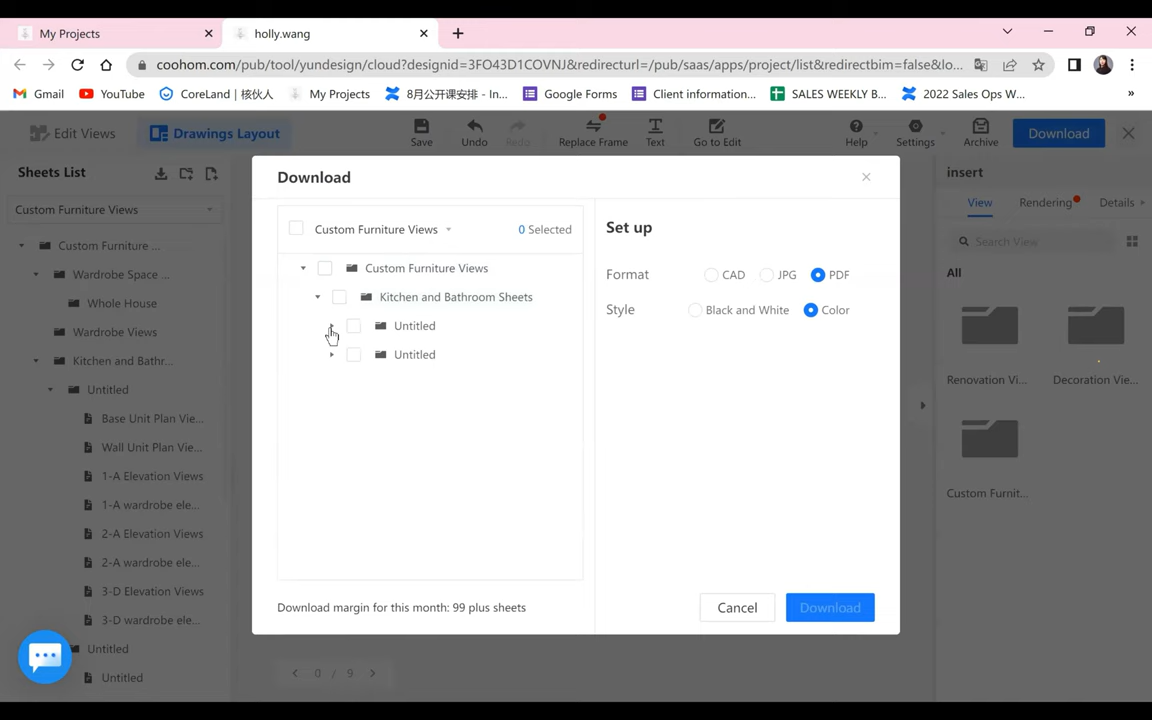 My Projects
holly.wang
coohom.com/pub/tool/yundesign/cloud?designid=3FO43D1COVNJ&redirecturl=/pub/saas/apps/project/list&redirectbim=false&lo...
Gmail
YouTube
CoreLand | 核伙人
My Projects
8月公开课安排 - In...
Google Forms
Client information...
SALES WEEKLY B...
2022 Sales Ops W...
»
Edit Views
Drawings Layout
Save
Undo
Redo
Replace Frame
Text
Go to Edit
Help
Settings
Archive
Download
Sheets List
Custom Furniture Views
Custom Furniture ...
Wardrobe Space ...
Whole House
Wardrobe Views
Kitchen and Bathr...
Untitled
Base Unit Plan Vie...
Wall Unit Plan Vie...
1-A Elevation Views
1-A wardrobe ele...
2-A Elevation Views
2-A wardrobe ele...
3-D Elevation Views
3-D wardrobe ele...
Untitled
Untitled
Download
Custom Furniture Views
0 Selected
Custom Furniture Views
Kitchen and Bathroom Sheets
Untitled
Untitled
Download margin for this month: 99 plus sheets
Set up
Format
CAD
JPG
PDF
Style
Black and White
Color
Cancel
Download
0 / 9
insert
View
Rendering
Details
Search View
All
Renovation Vi...
Decoration Vie...
Custom Furnit...